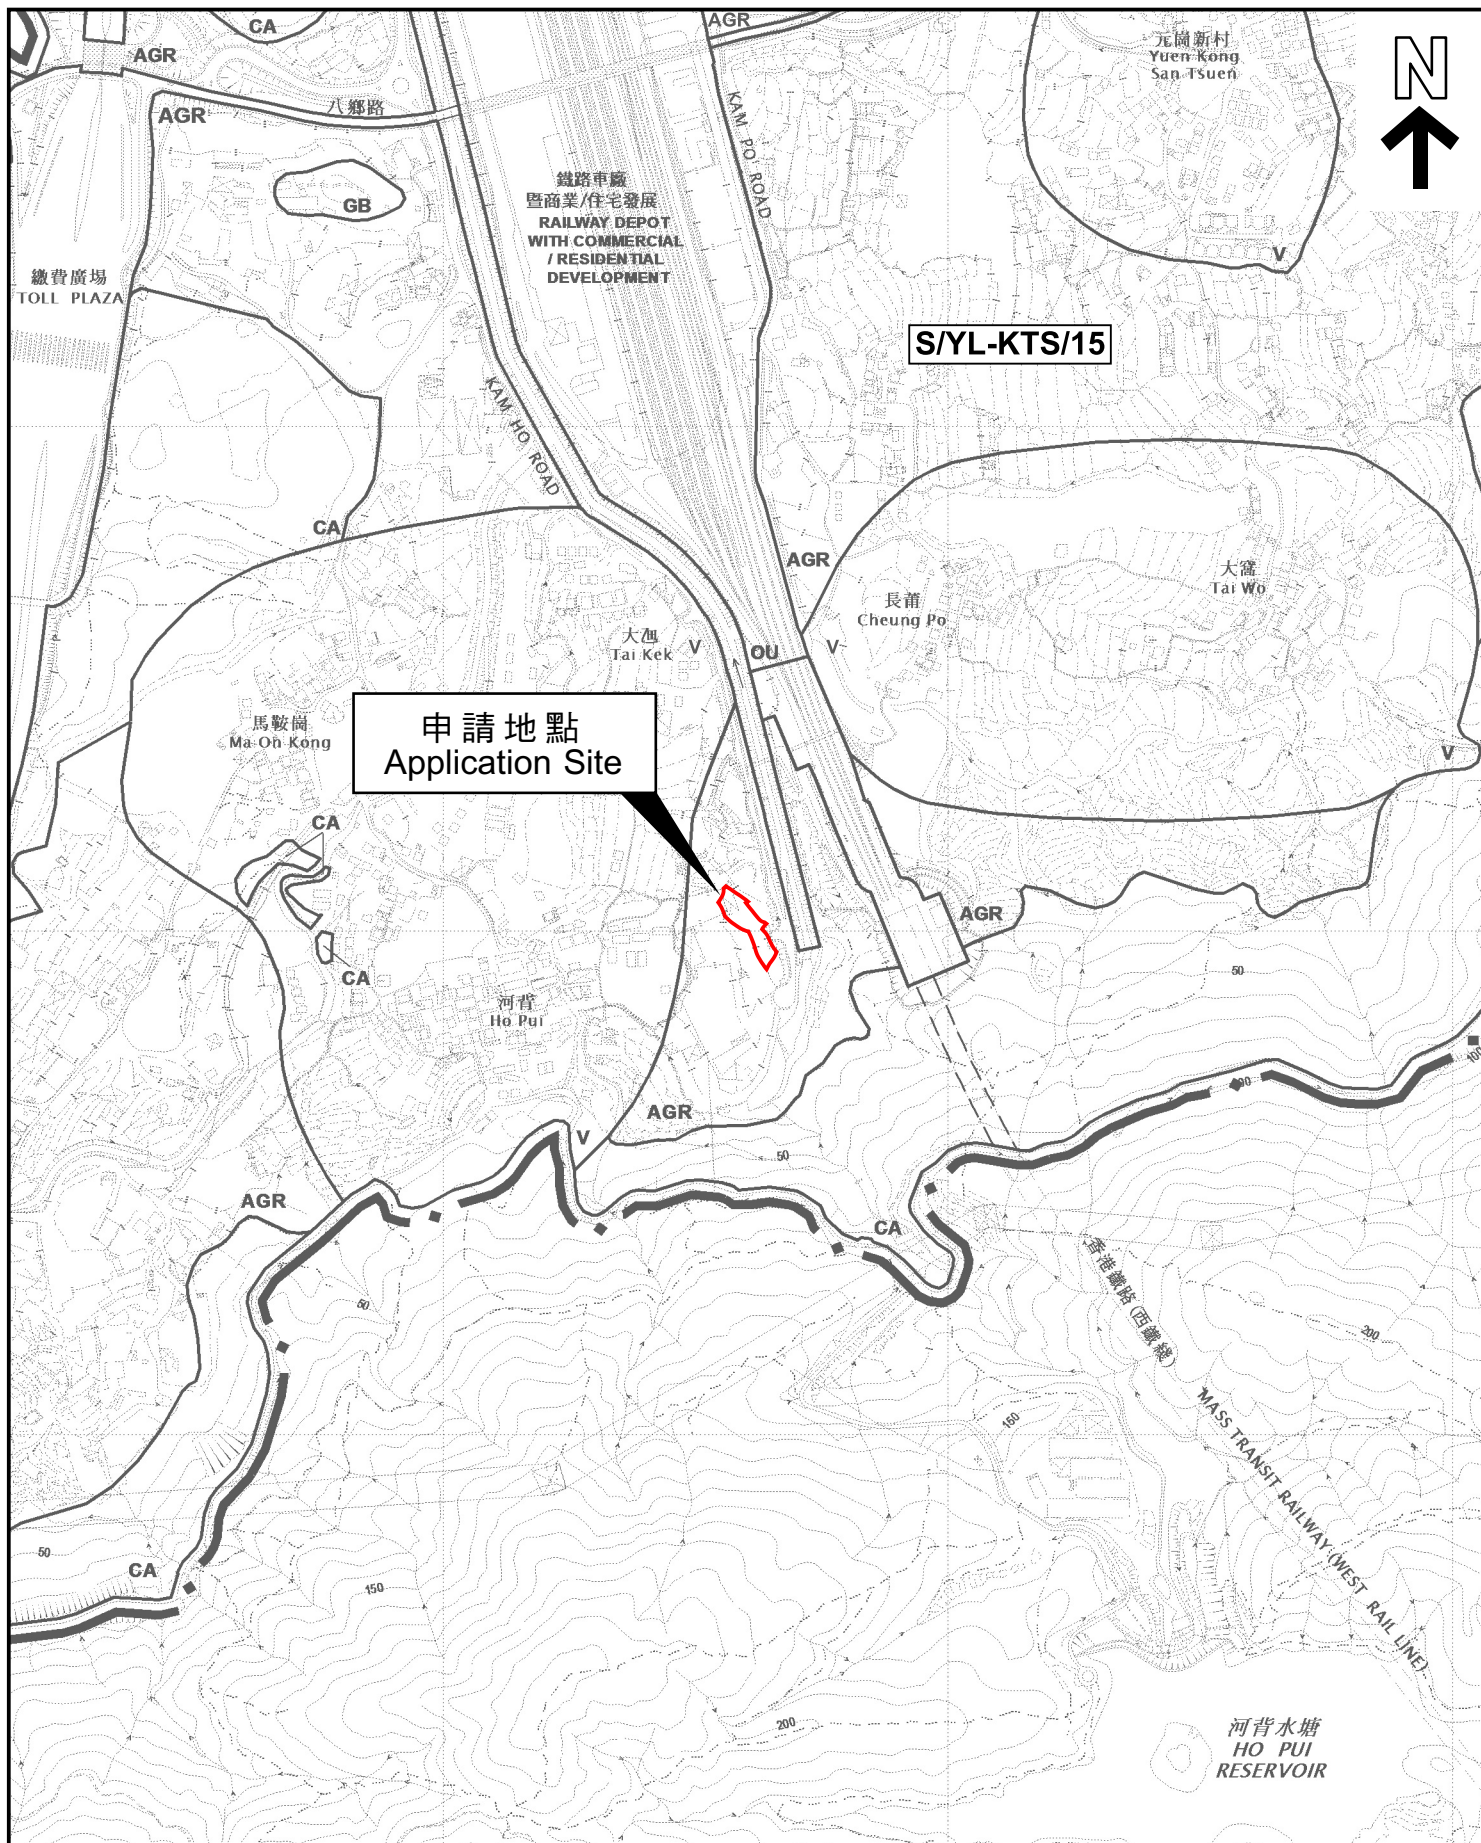 CA
AGR
AGR
AGR
八鄉路
元崗新村
Yuen Kong
San Tsuen
N
KAM PO ROAD
鐵路車廠
暨商業/住宅發展
RAILWAY DEPOT
WITH COMMERCIAL
/ RESIDENTIAL
DEVELOPMENT
GB
V
繳費廣場
TOLL PLAZA
S/YL-KTS/15
KAM HO ROAD
CA
AGR
大窩
Tai Wo
長莆
Cheung Po
Tai Kek
V
OU
V
馬鞍崗
Ma On Kong
申請地點
Application Site
V
CA
AGR
CA
50
河背
Ho Pui
100
100
AGR
V
50
AGR
CA
50
香港鐵路(西鐵綫)
200
150
MASS TRANSIT RAILWAY (WEST RAIL LINE)
50
CA
150
200
河背水塘
HO PUI
RESERVOIR